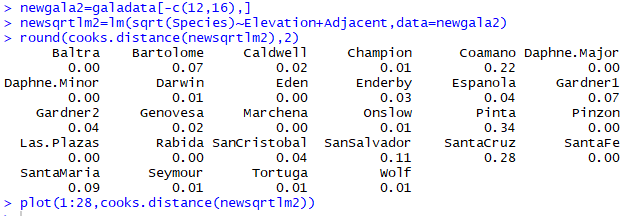 > newgala2=galadata[-c(12,16),]
> newsqrtlm2=lm(sqrt(Species)~Elevation+Adjacent,data=newgala2)
> round(cooks.distance(newsqrtlm2),2)
Baltra Bartolome Caldwell Champion Coamano Daphne.Major
0.00 0.07 0.02 0.01 0.22 0.00
Daphne.Minor Darwin Eden Enderby Espanola Gardner1
0.00 0.01 0.00 0.03 0.04 0.07
Gardner2 Genovesa Marchena Onslow Pinta Pinzon
0.04 0.02 0.00 0.01 0.34 0.00
Las.Plazas Rabida SanCristobal SanSalvador SantaCruz SantaFe
0.00 0.00 0.04 0.11 0.28 0.00
SantaMaria Seymour Tortuga Wolf
0.09 0.01 0.01 0.01
> plot(1:28,cooks.distance(newsqrtlm2))